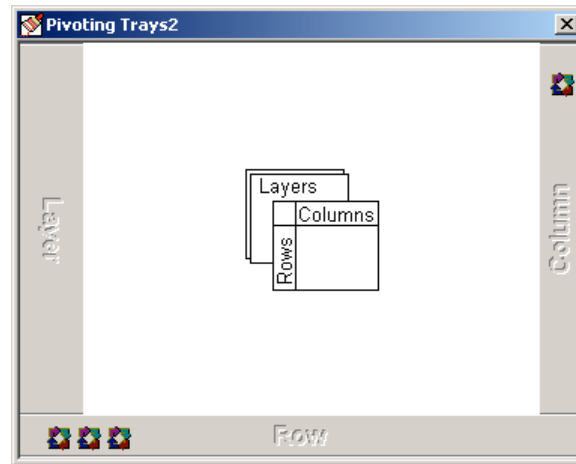 Pivoting Trays2
Layer
Layers
Columns
Rows
Column
Row